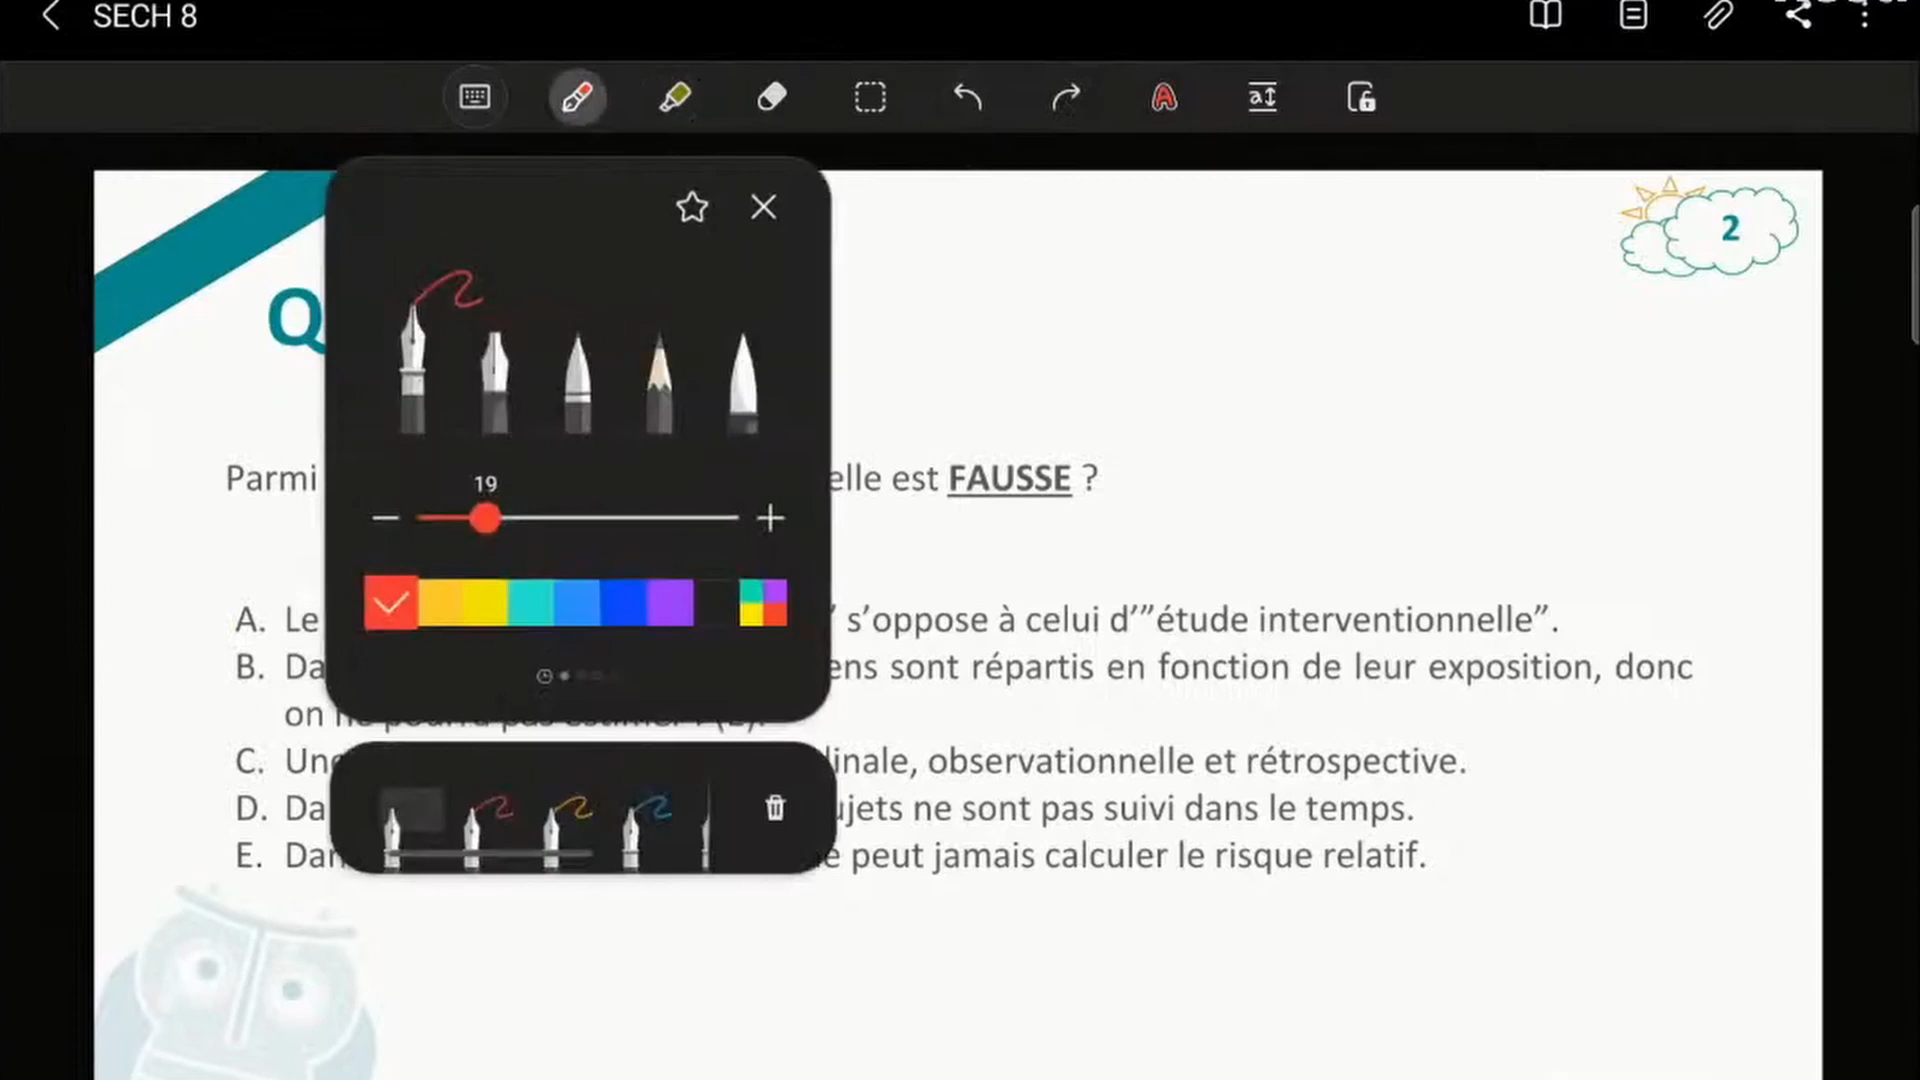 SECH 8
2
Q
Parmi elle est FAUSSE ?
19
A. Le s’oppose à celui d’”étude interventionnelle”.
B. Da ens sont répartis en fonction de leur exposition, donc
on
C. Un inale, observationnelle et rétrospective.
D. Da ujets ne sont pas suivi dans le temps.
E. Dan e peut jamais calculer le risque relatif.